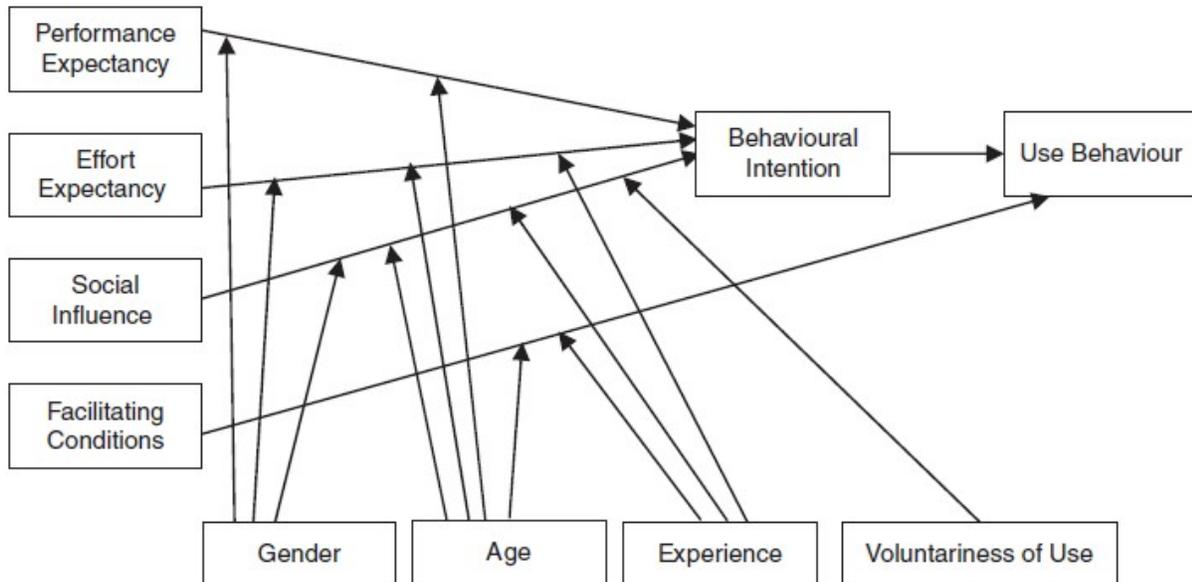 Performance
Expectancy
Effort
Expectancy
Social
Influence
Facilitating
Conditions
Behavioural
Intention
Use Behaviour
Gender
Age
Experience
Voluntariness of Use